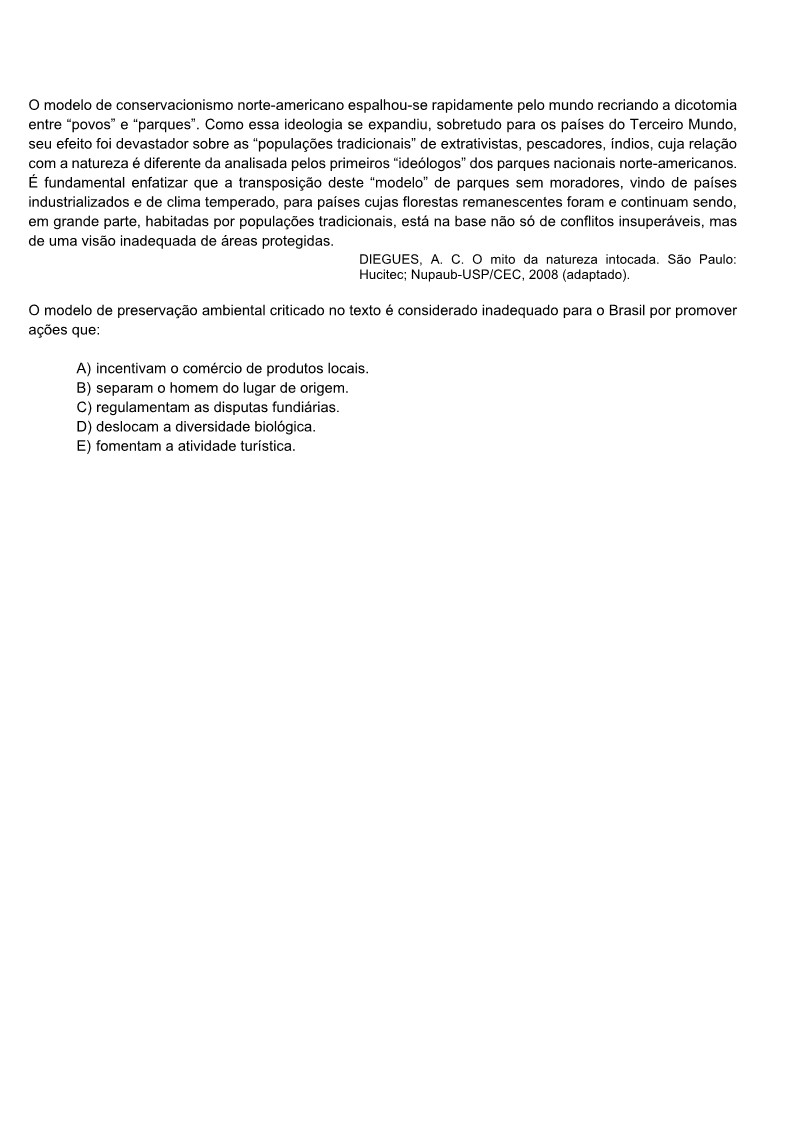 O modelo de conservacionismo norte-americano espalhou-se rapidamente pelo mundo recriando a dicotomia
entre “povos” e “parques”. Como essa ideologia se expandiu, sobretudo para os países do Terceiro Mundo,
seu efeito foi devastador sobre as “populações tradicionais” de extrativistas, pescadores, índios, cuja relação
com a natureza é diferente da analisada pelos primeiros “ideólogos” dos parques nacionais norte-americanos.
É fundamental enfatizar que a transposição deste “modelo” de parques sem moradores, vindo de países
industrializados e de clima temperado, para países cujas florestas remanescentes foram e continuam sendo,
em grande parte, habitadas por populações tradicionais, está na base não só de conflitos insuperáveis, mas
de uma visão inadequada de áreas protegidas.
DIEGUES, A. C. O mito da natureza intocada. São Paulo:
Hucitec; Nupaub-USP/CEC, 2008 (adaptado).
O modelo de preservação ambiental criticado no texto é considerado inadequado para o Brasil por promover
ações que:
A) incentivam o comércio de produtos locais.
B) separam o homem do lugar de origem.
C) regulamentam as disputas fundiárias.
D) deslocam a diversidade biológica.
E) fomentam a atividade turística.